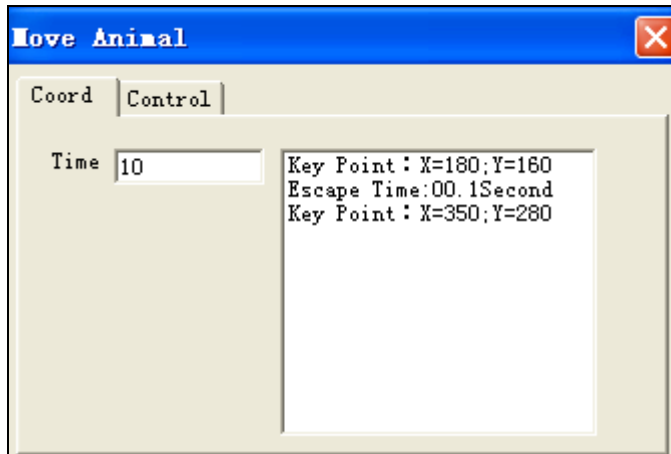 Move Animal
Coord Control
Time 10
Key Point：X=180;Y=160
Escape Time:00.1Second
Key Point：X=350;Y=280